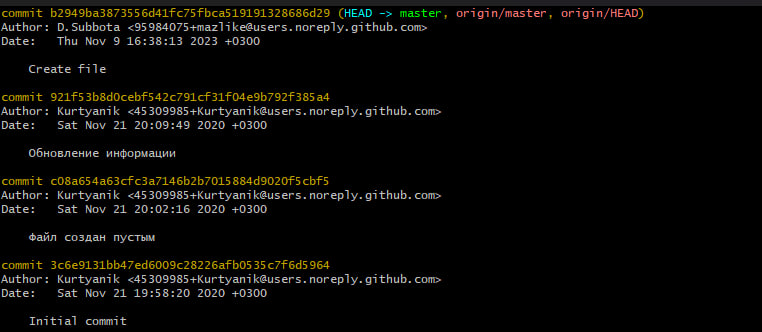 commit b2949ba3873556d41fc75fbca519191328686d29 (HEAD -> master, origin/master, origin/HEAD)
Author: D.Subbota <95984075+mazlike@users.noreply.github.com>
Date:   Thu Nov 9 16:38:13 2023 +0300
Create file
commit 921f53b8d0cebf542c791cf31f04e9b792f385a4
Author: Kurtyanik <45309985+Kurtyanik@users.noreply.github.com>
Date:   Sat Nov 21 20:09:49 2020 +0300
Обновление информации
commit c08a654a63cfc3a7146b2b7015884d9020f5cbf5
Author: Kurtyanik <45309985+Kurtyanik@users.noreply.github.com>
Date:   Sat Nov 21 20:02:16 2020 +0300
Файл создан пустым
commit 3c6e9131bb47ed6009c28226afb0535c7f6d5964
Author: Kurtyanik <45309985+Kurtyanik@users.noreply.github.com>
Date:   Sat Nov 21 19:58:20 2020 +0300
Initial commit